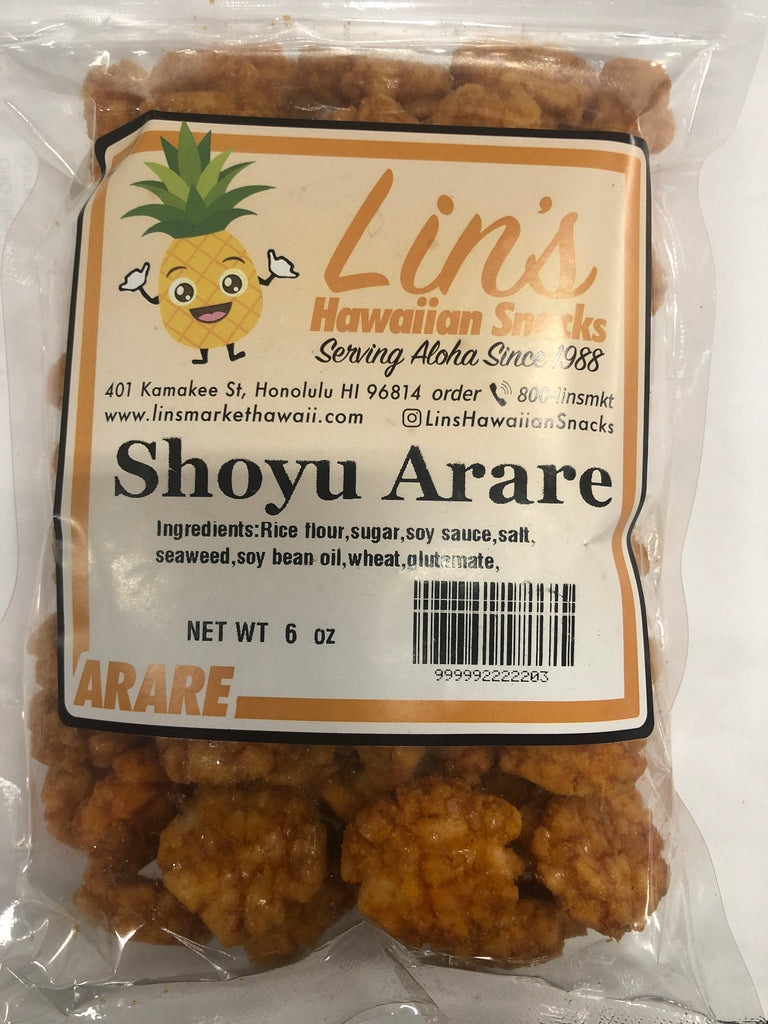 Lin's
Hawaiian Snacks
Serving Aloha Since 1988
401 Kamakee St, Honolulu HI 96814 order 800-linsmkt
www.linsmarkethawaii.com LinsHawaiianSnacks
Shoyu Arare
Ingredients:Rice flour,sugar,soy sauce,salt,
seaweed,soy bean oil,wheat,glutamate,
NET WT 6 oz
999992222203
ARARE